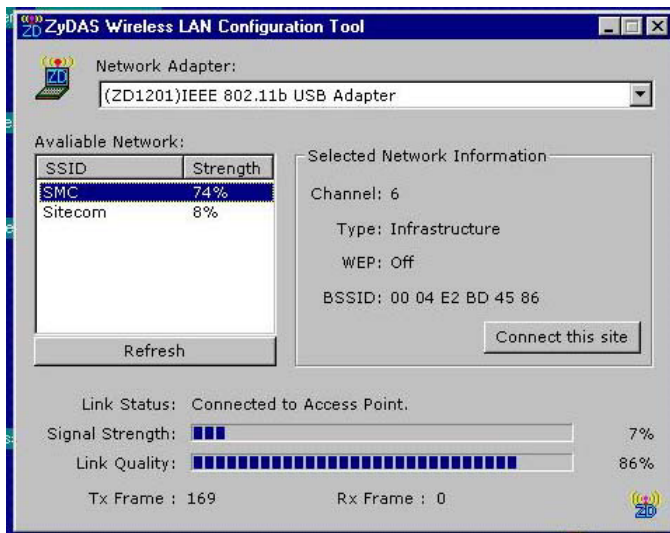 ZyDAS Wireless LAN Configuration Tool
Network Adapter:
(ZD1201)IEEE 802.11b USB Adapter
Avaliable Network:
SSID Strength
SMC 74%
Sitecom 8%
Refresh
Selected Network Information
Channel: 6
Type: Infrastructure
WEP: Off
BSSID: 00 04 E2 BD 45 86
Connect this site
Link Status: Connected to Access Point.
Signal Strength: 7%
Link Quality: 86%
Tx Frame : 169 Rx Frame : 0
ZD